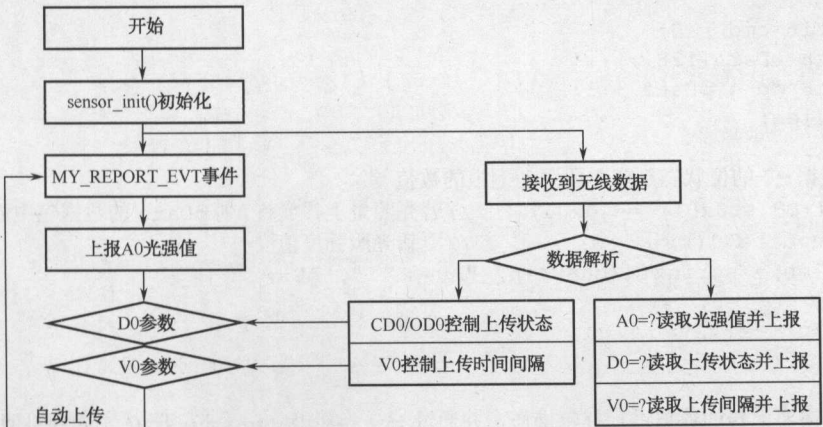 开始
sensor_init()初始化
MY_REPORT_EVT事件
接收到无线数据
上报A0光强值
数据解析
D0参数
CD0/OD0控制上传状态
A0=?读取光强值并上报
V0参数
V0控制上传时间间隔
D0=?读取上传状态并上报
V0=?读取上传间隔并上报
自动上传